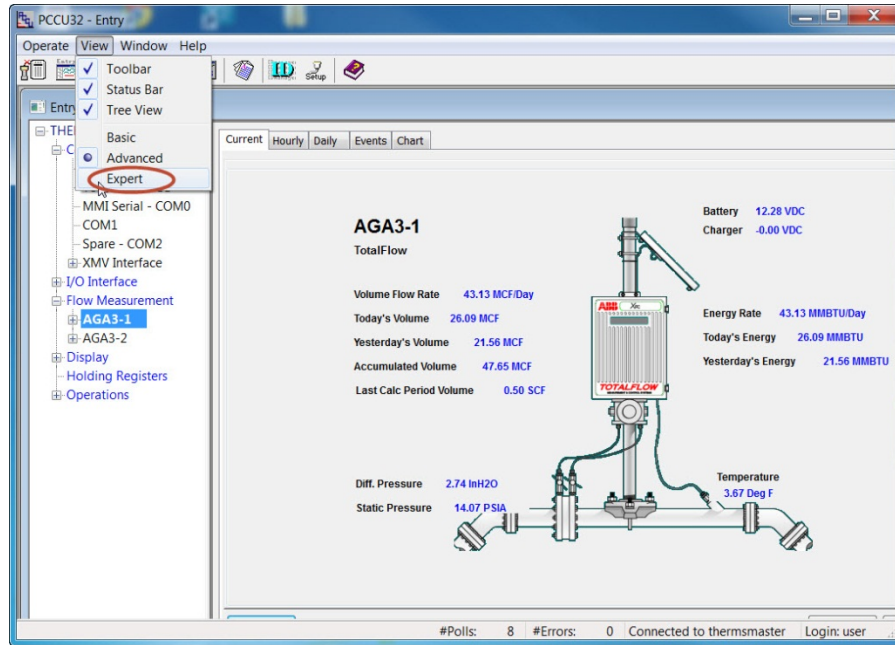 PCCU32 - Entry
Operate View Window Help
Toolbar
Status Bar
Tree View
Basic
Advanced
Expert
Setup
Current Hourly Daily Events Chart
MMI Serial - COM0
COM1
Spare - COM2
XMV Interface
I/O Interface
Flow Measurement
AGA3-1
AGA3-2
Display
Holding Registers
Operations
AGA3-1
TotalFlow
Volume Flow Rate 43.13 MCF/Day
Today's Volume 26.09 MCF
Yesterday's Volume 21.56 MCF
Accumulated Volume 47.65 MCF
Last Calc Period Volume 0.50 SCF
Battery 12.28 VDC
Charger -0.00 VDC
ABB
TOTALFLOW
Energy Rate 43.13 MMBTU/Day
Today's Energy 26.09 MMBTU
Yesterday's Energy 21.56 MMBTU
Diff. Pressure 2.74 InH2O
Static Pressure 14.07 PSIA
Temperature
3.67 Deg F
#Polls: 8 #Errors: 0 Connected to thermsmaster Login: user